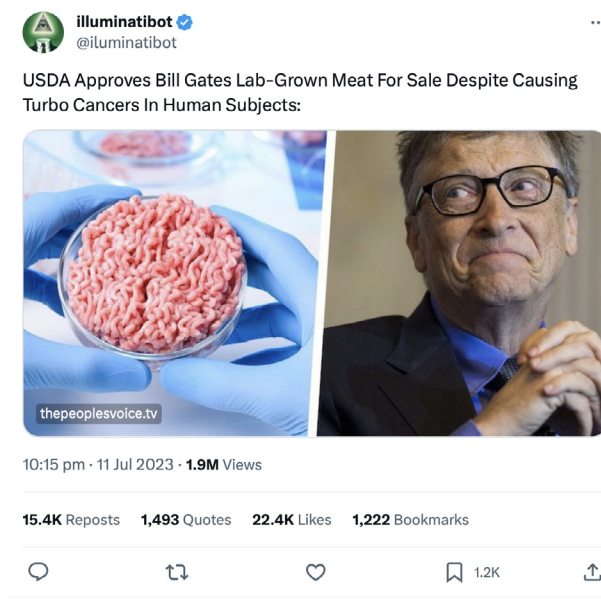 illuminatibot
@iluminatibot
USDA Approves Bill Gates Lab-Grown Meat For Sale Despite Causing
Turbo Cancers In Human Subjects:
thepeoplesvoice.tv
10:15 pm · 11 Jul 2023 · 1.9M Views
15.4K Reposts 1,493 Quotes 22.4K Likes 1,222 Bookmarks
1.2K